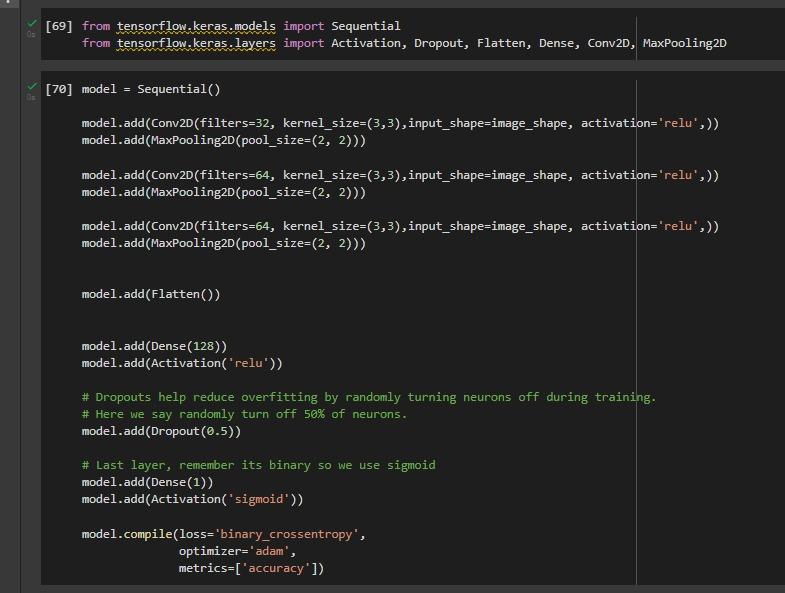 [69] from tensorflow.keras.models import Sequential
from tensorflow.keras.layers import Activation, Dropout, Flatten, Dense, Conv2D, MaxPooling2D
0s
[70] model = Sequential()
0s
model.add(Conv2D(filters=32, kernel_size=(3,3),input_shape=image_shape, activation='relu',))
model.add(MaxPooling2D(pool_size=(2, 2)))
model.add(Conv2D(filters=64, kernel_size=(3,3),input_shape=image_shape, activation='relu',))
model.add(MaxPooling2D(pool_size=(2, 2)))
model.add(Conv2D(filters=64, kernel_size=(3,3),input_shape=image_shape, activation='relu',))
model.add(MaxPooling2D(pool_size=(2, 2)))
model.add(Flatten())
model.add(Dense(128))
model.add(Activation('relu'))
# Dropouts help reduce overfitting by randomly turning neurons off during training.
# Here we say randomly turn off 50% of neurons.
model.add(Dropout(0.5))
# Last layer, remember its binary so we use sigmoid
model.add(Dense(1))
model.add(Activation('sigmoid'))
model.compile(loss='binary_crossentropy',
optimizer='adam',
metrics=['accuracy'])